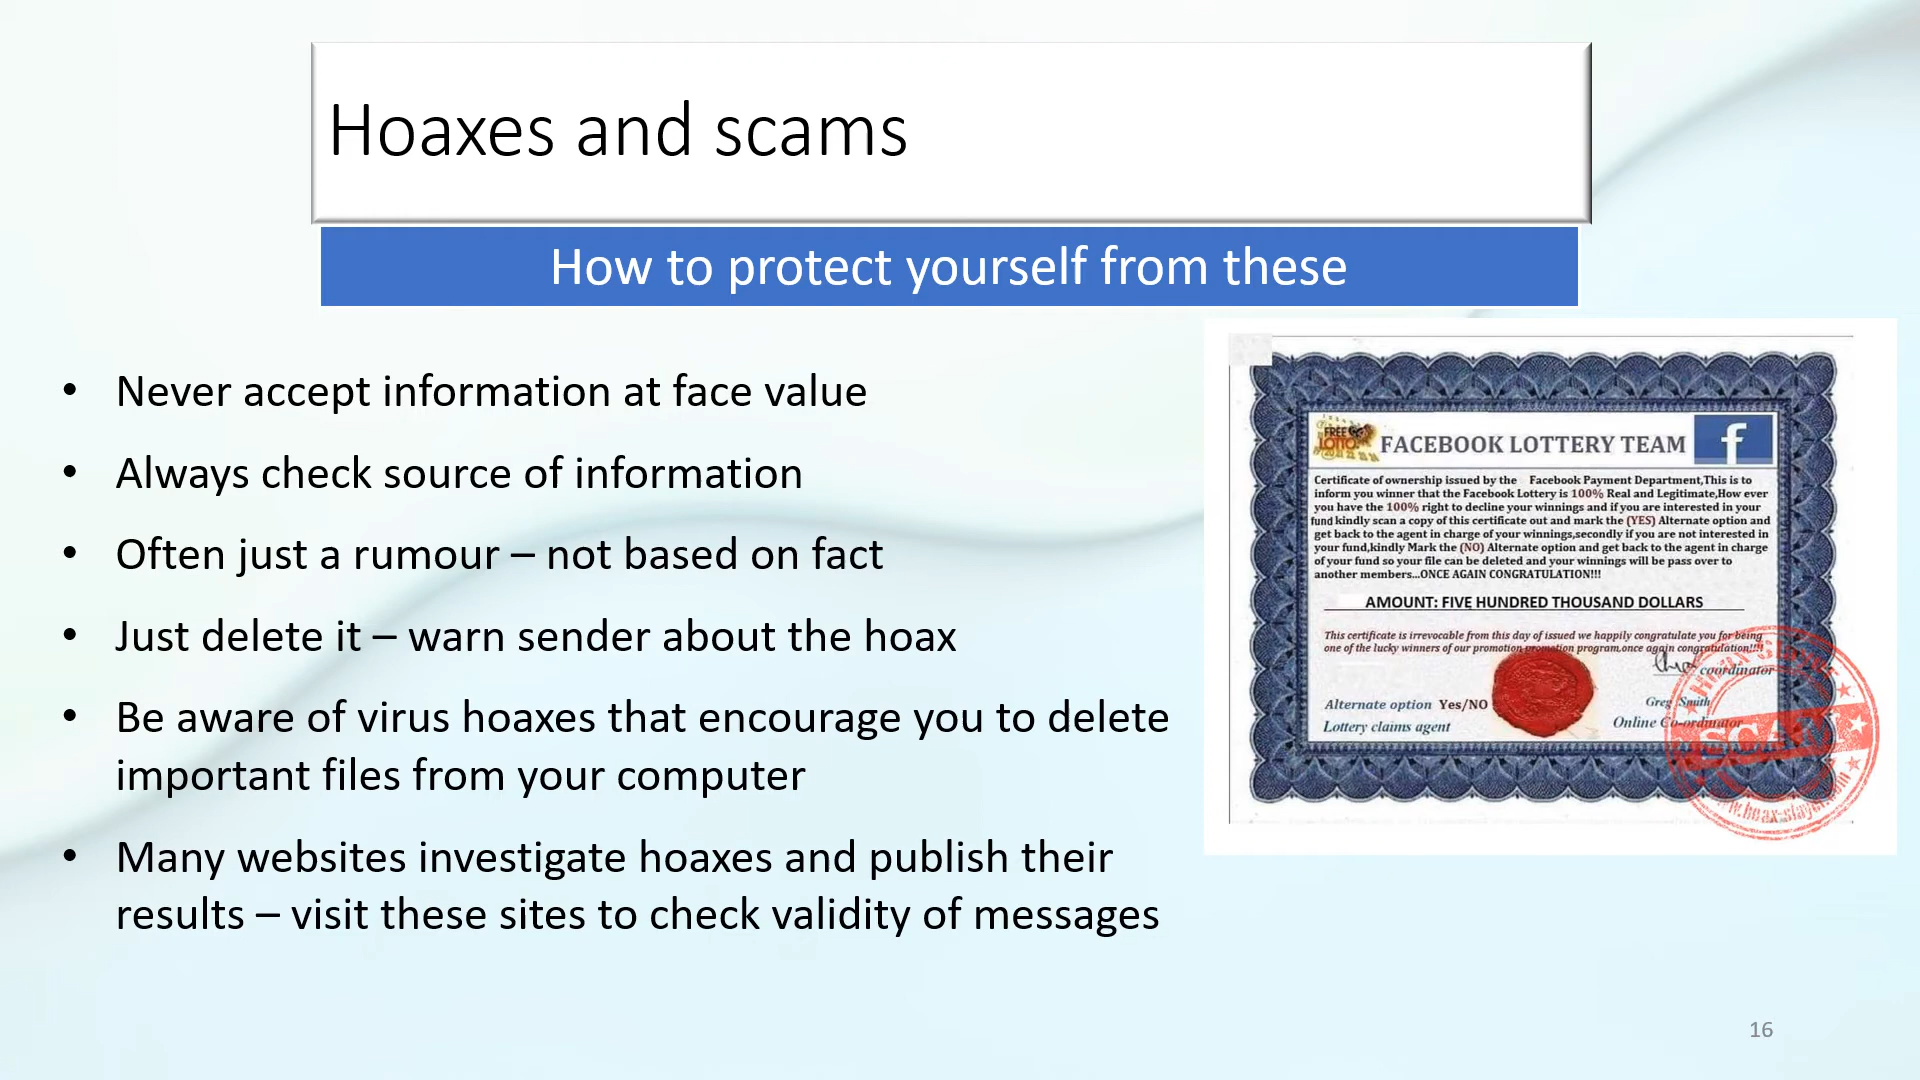 Hoaxes and scams
How to protect yourself from these
• Never accept information at face value
• Always check source of information
• Often just a rumour – not based on fact
• Just delete it – warn sender about the hoax
• Be aware of virus hoaxes that encourage you to delete
important files from your computer
• Many websites investigate hoaxes and publish their
results – visit these sites to check validity of messages
FREE
LOTTO
FACEBOOK LOTTERY TEAM
f
Certificate of ownership issued by the Facebook Payment Department,This is to
inform you winner that the Facebook Lottery is 100% Real and Legitimate,How ever
you have the 100% right to decline your winnings and if you are interested in your
fund kindly scan a copy of this certificate out and mark the (YES) Alternate option and
get back to the agent in charge of your winnings,secondly if you are not interested in
your fund,kindly Mark the (NO) Alternate option and get back to the agent in charge
of your fund so your file can be deleted and your winnings will be pass over to
another members...ONCE AGAIN CONGRATULATION!!!
AMOUNT: FIVE HUNDRED THOUSAND DOLLARS
This certificate is irrevocable from this day of issued we happily congratulate you for being
one of the lucky winners of our promotion promotion program,once again congratulation!!!!
coordinator
Alternate option Yes/NO
Greg .Smith
Lottery claims agent
Online Co-ordinator
SCAM
www.hoax-slayer.com
16